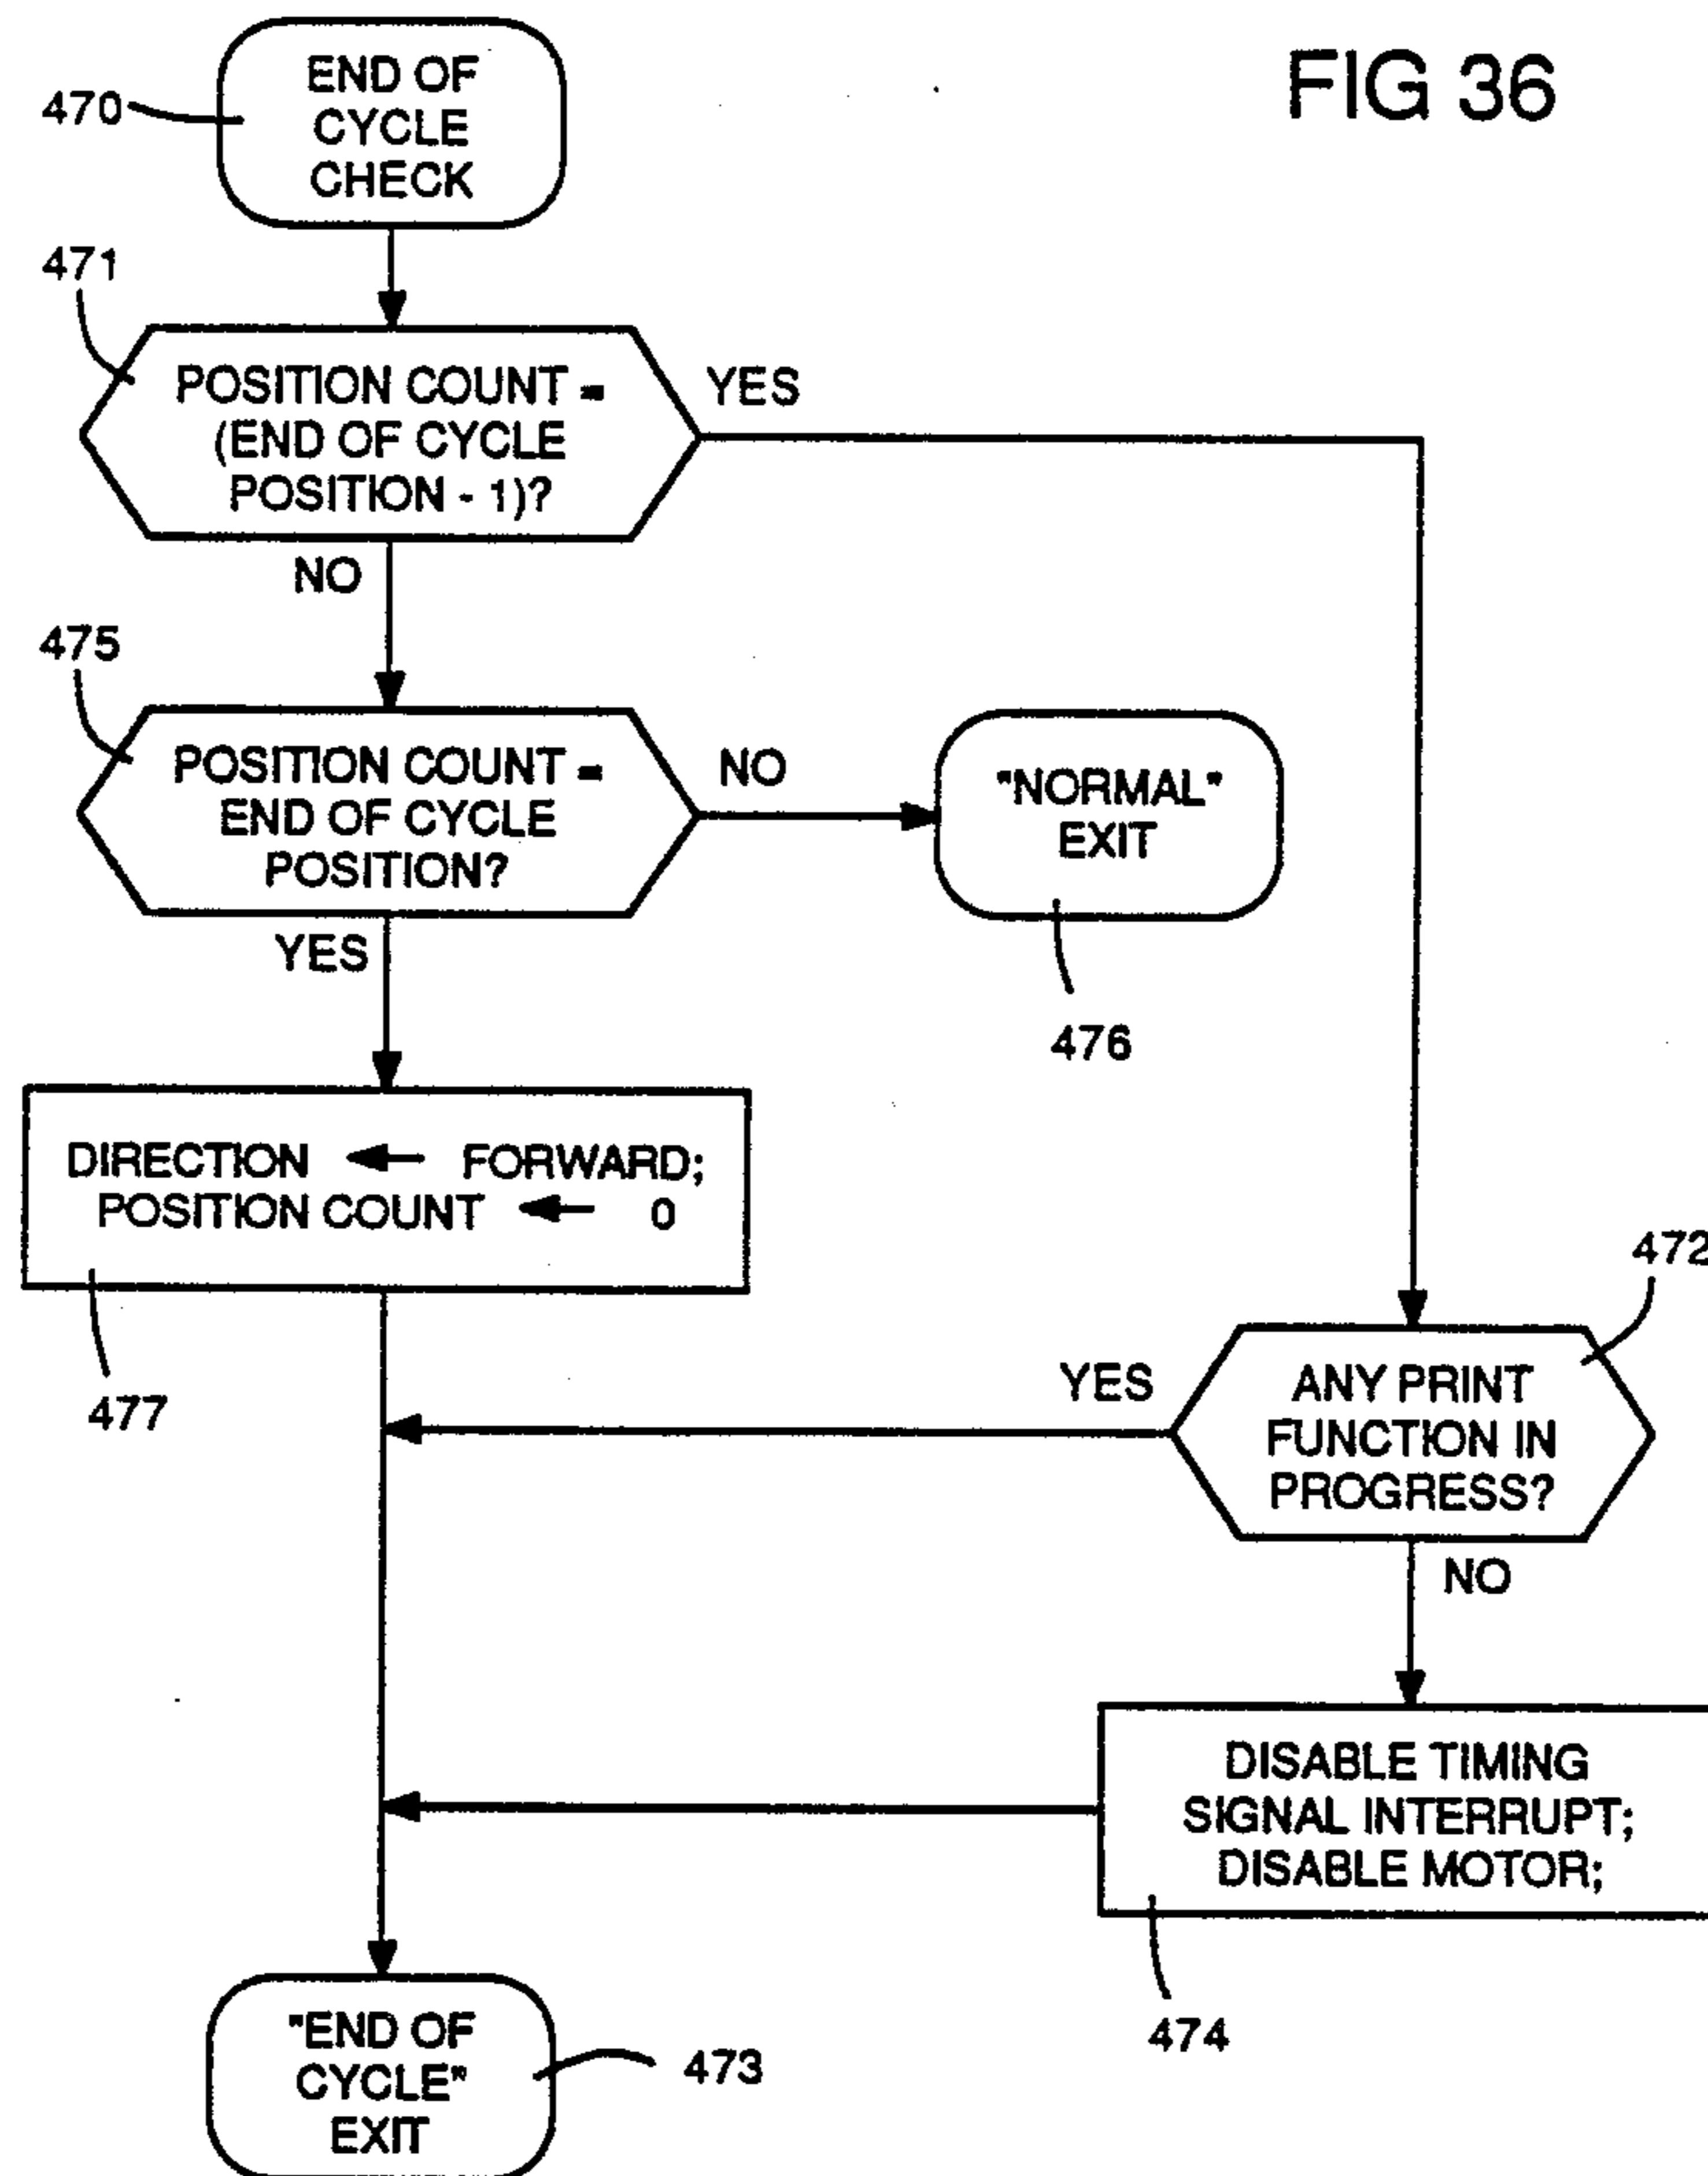 FIG 36
470
END OF
CYCLE
CHECK
471
POSITION COUNT =
(END OF CYCLE
POSITION - 1)?
YES
NO
475
POSITION COUNT =
END OF CYCLE
POSITION?
NO
"NORMAL"
EXIT
476
YES
DIRECTION ← FORWARD;
POSITION COUNT ← 0
477
472
YES
ANY PRINT
FUNCTION IN
PROGRESS?
NO
DISABLE TIMING
SIGNAL INTERRUPT;
DISABLE MOTOR;
474
"END OF
CYCLE"
EXIT
473